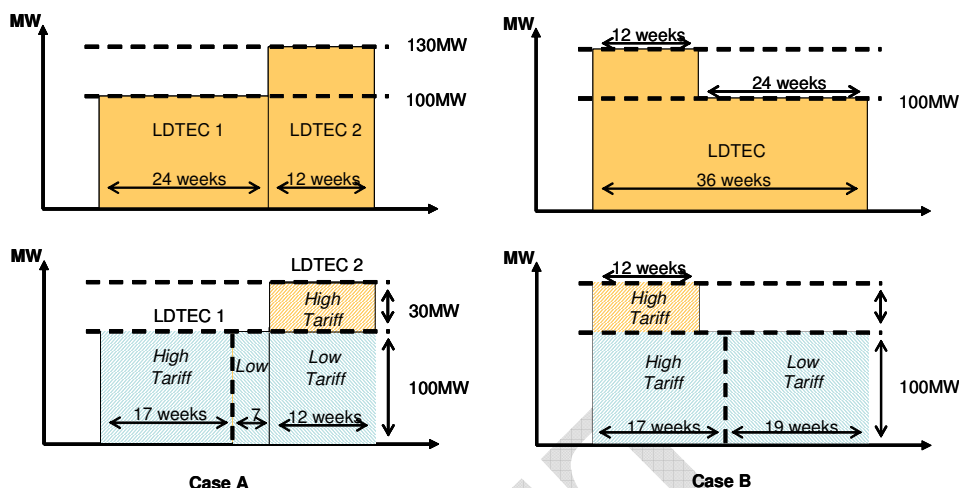 MW
130MW
100MW
LDTEC 1
LDTEC 2
24 weeks
12 weeks
MW
12 weeks
24 weeks
100MW
LDTEC
36 weeks
MW
LDTEC 2
High
Tariff
30MW
LDTEC 1
High
Tariff
Low
Low
Tariff
100MW
17 weeks
7
12 weeks
Case A
MW
12 weeks
High
Tariff
High
Tariff
Low
Tariff
100MW
17 weeks
19 weeks
Case B